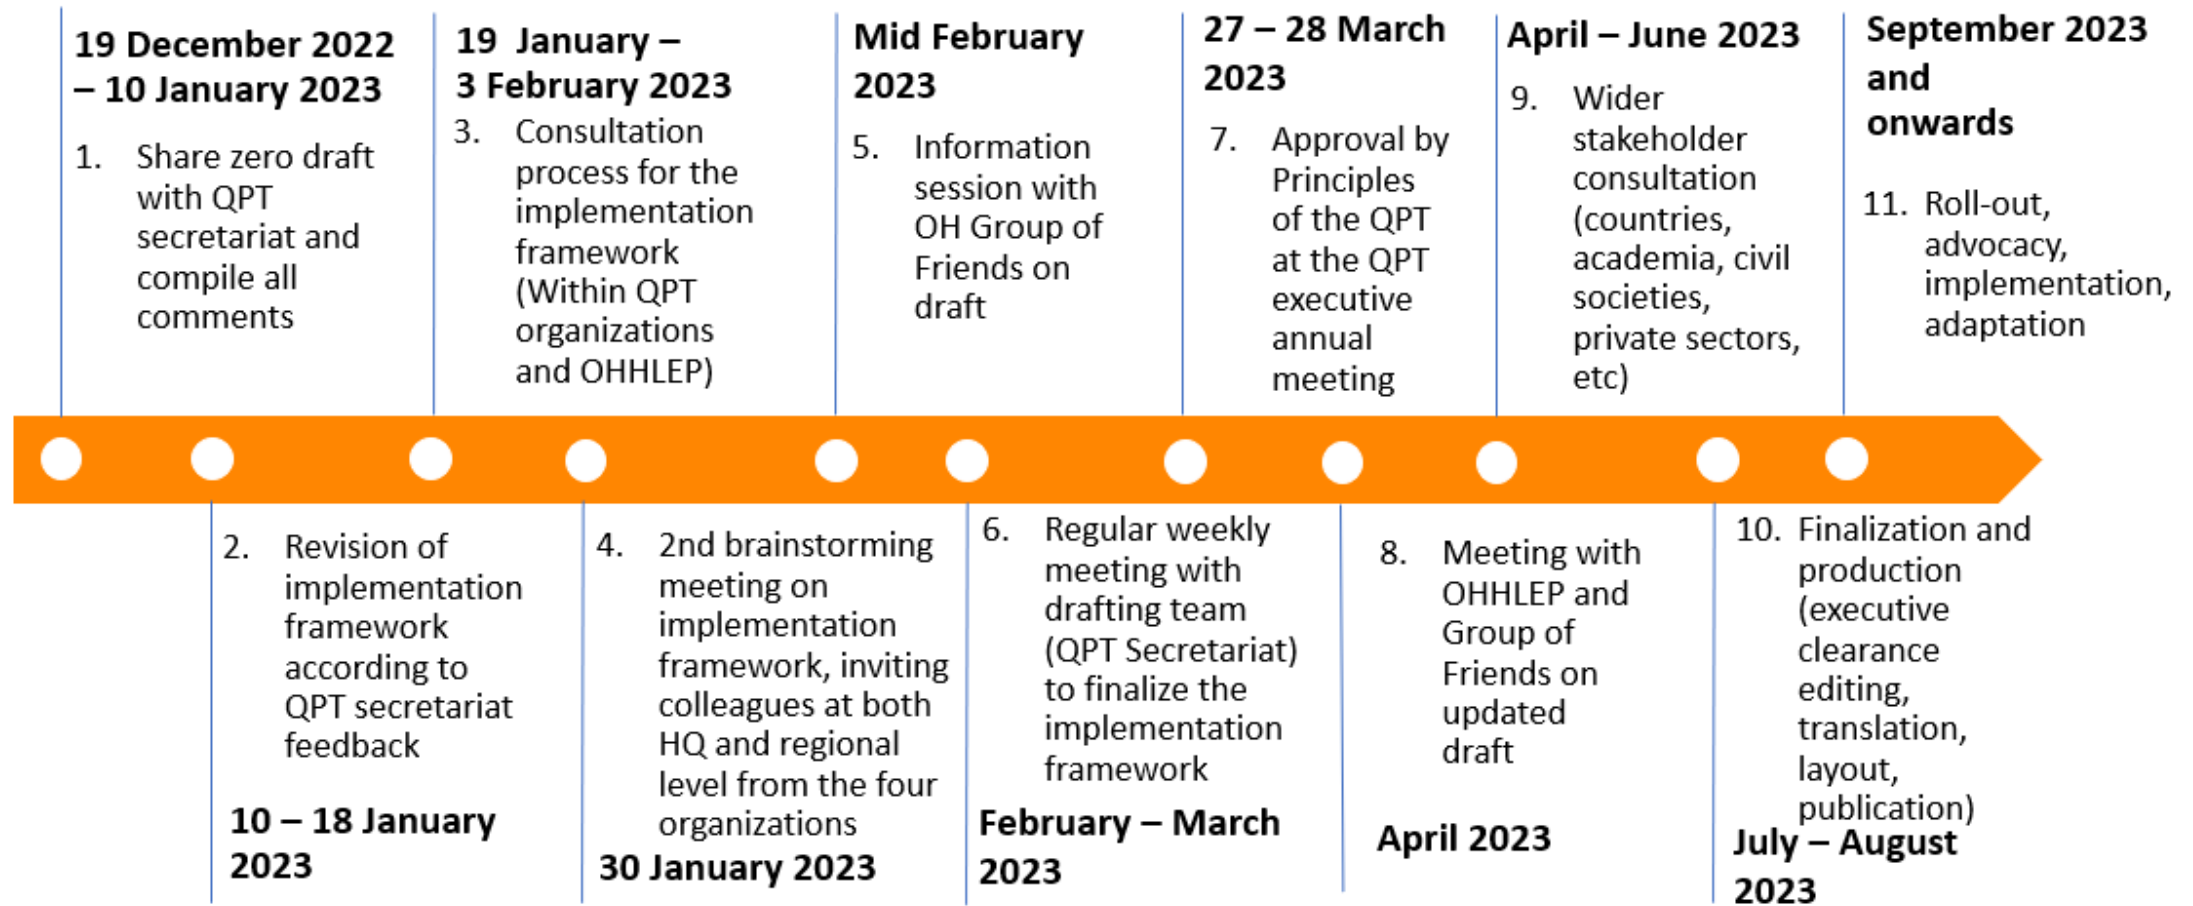 19 December 2022
– 10 January 2023
1. Share zero draft
with QPT
secretariat and
compile all
comments
10 – 18 January
2023
2. Revision of
implementation
framework
according to
QPT secretariat
feedback
19 January –
3 February 2023
3. Consultation
process for the
implementation
framework
(Within QPT
organizations
and OHHLEP)
4. 2nd brainstorming
meeting on
implementation
framework, inviting
colleagues at both
HQ and regional
level from the four
organizations
30 January 2023
Mid February
2023
5. Information
session with
OH Group of
Friends on
draft
6. Regular weekly
meeting with
drafting team
(QPT Secretariat)
to finalize the
implementation
framework
February – March
2023
27 – 28 March
2023
7. Approval by
Principles
of the QPT
at the QPT
executive
annual
meeting
8. Meeting with
OHHLEP and
Group of
Friends on
updated
draft
April 2023
April – June 2023
9. Wider
stakeholder
consultation
(countries,
academia, civil
societies,
private sectors,
etc)
10. Finalization and
production
(executive
clearance
editing,
translation,
layout,
publication)
July – August
2023
September 2023
and
onwards
11. Roll-out,
advocacy,
implementation,
adaptation